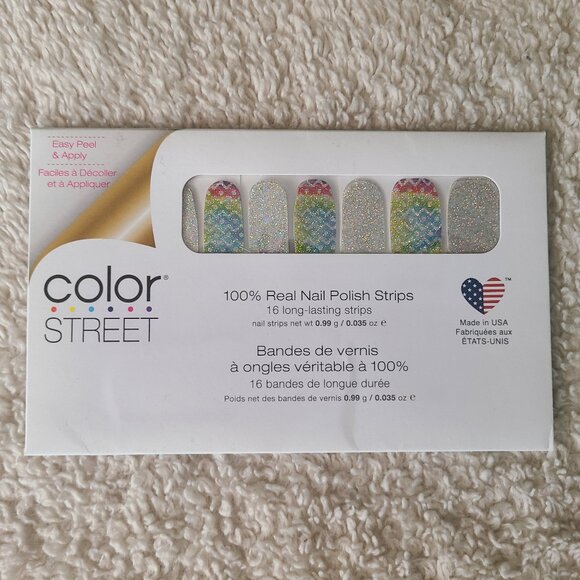 Easy Peel
& Apply
Faciles à Décoller
et à Appliquer
color®
STREET
100% Real Nail Polish Strips
16 long-lasting strips
nail strips net wt 0.99 g / 0.035 oz ℮
Bandes de vernis
à ongles véritable à 100%
16 bandes de longue durée
Poids net des bandes de vernis 0.99 g / 0.035 oz ℮
TM
Made in USA
Fabriquées aux
ÉTATS-UNIS